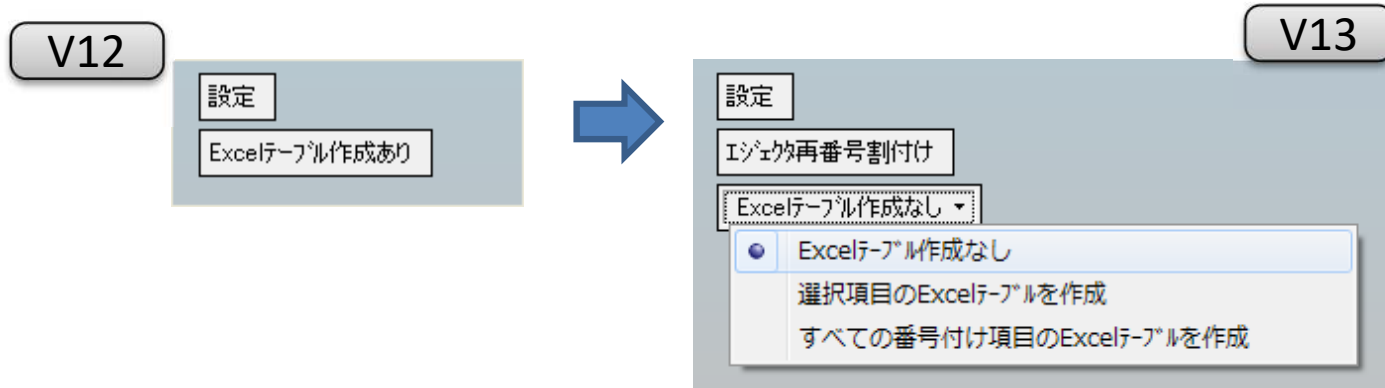 V12
設定
Excelﾃｰﾌﾞﾙ作成あり
V13
設定
ｴｼﾞｪｸﾀ再番号割付け
Excelﾃｰﾌﾞﾙ作成なし
Excelﾃｰﾌﾞﾙ作成なし
選択項目のExcelﾃｰﾌﾞﾙを作成
すべての番号付け項目のExcelﾃｰﾌﾞﾙを作成